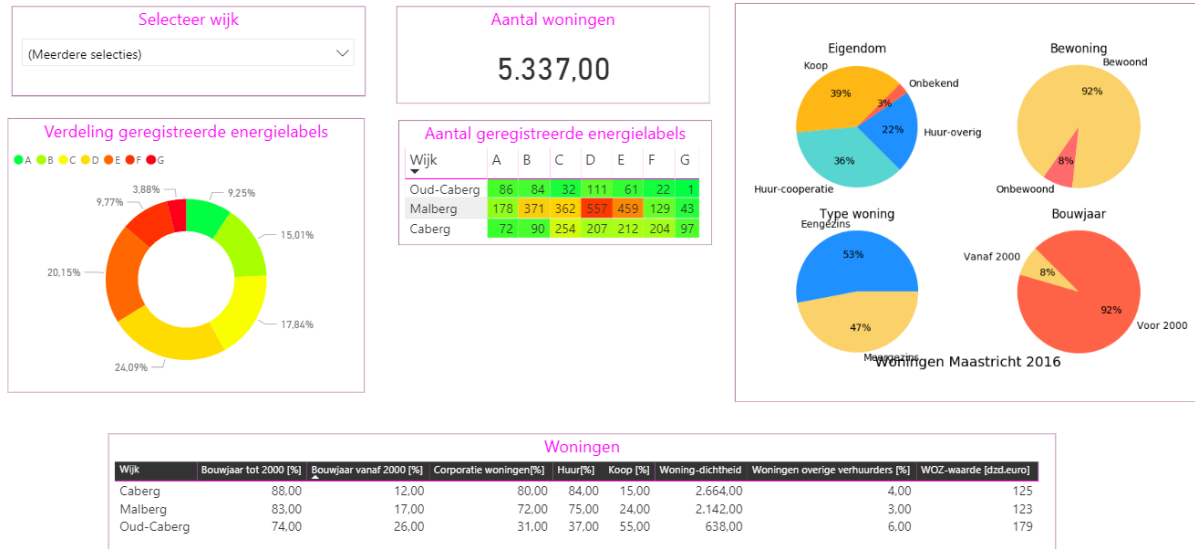 Selecteer wijk
(Meerdere selecties)
Aantal woningen
5.337,00
Verdeling geregistreerde energielabels
A B C D E F G
3,88%
9,25%
9,77%
15,01%
20,15%
17,84%
24,09%
Aantal geregistreerde energielabels
Wijk A B C D E F G
Oud-Caberg 86 84 32 111 61 22 1
Malberg 178 371 362 557 459 129 43
Caberg 72 90 254 207 212 204 97
Eigendom
Koop
Onbekend
39%
3%
22%
Huur-overig
36%
Huur-cooperatie
Bewoning
Bewoond
92%
8%
Onbewoond
Type woning
Eengezins
53%
47%
Meergezins
Bouwjaar
Vanaf 2000
8%
92%
Voor 2000
Woningen Maastricht 2016
Woningen
Wijk Bouwjaar tot 2000 [%] Bouwjaar vanaf 2000 [%] Corporatie woningen[%] Huur[%] Koop [%] Woning-dichtheid Woningen overige verhuurders [%] WOZ-waarde [dzd.euro]
Caberg 88,00 12,00 80,00 84,00 15,00 2.664,00 4,00 125
Malberg 83,00 17,00 72,00 75,00 24,00 2.142,00 3,00 123
Oud-Caberg 74,00 26,00 31,00 37,00 55,00 638,00 6,00 179